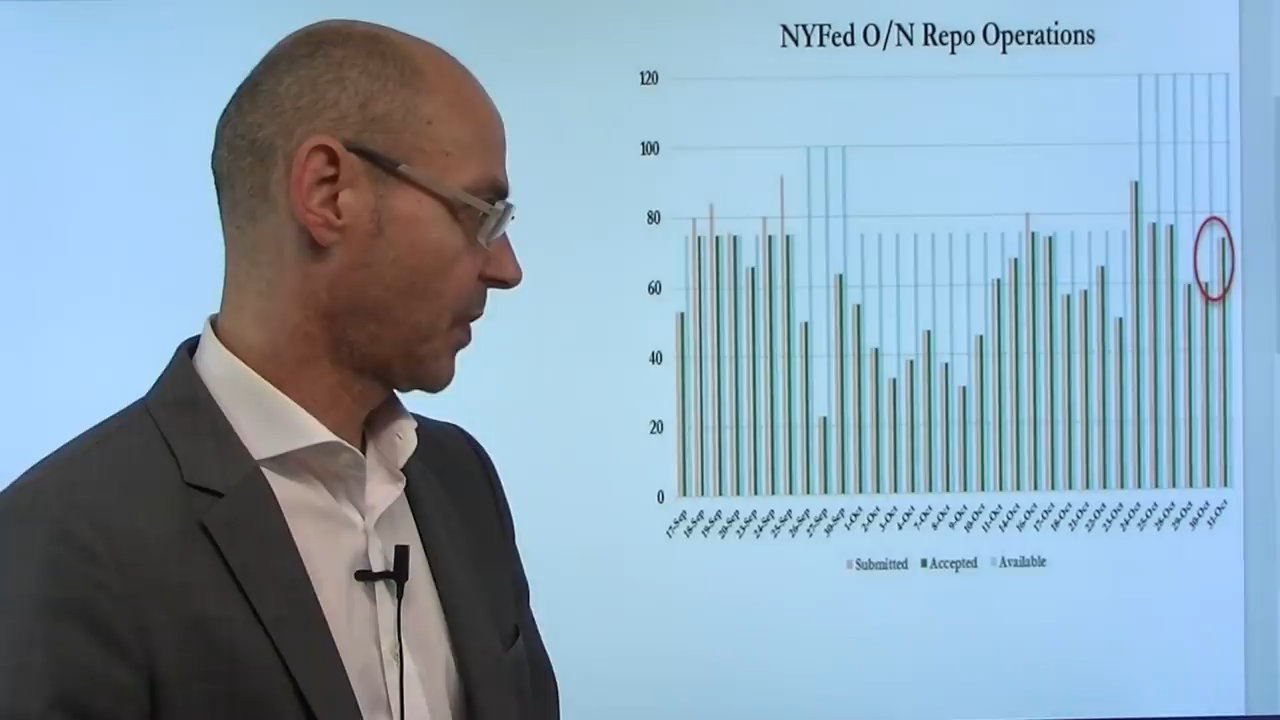 NYFed O/N Repo Operations
120
100
80
60
40
20
0
17-Sep 18-Sep 19-Sep 20-Sep 23-Sep 24-Sep 25-Sep 26-Sep 27-Sep 30-Sep 1-Oct 2-Oct 3-Oct 4-Oct 7-Oct 8-Oct 9-Oct 10-Oct 11-Oct 14-Oct 16-Oct 17-Oct 18-Oct 21-Oct 22-Oct 23-Oct 24-Oct 25-Oct 28-Oct 29-Oct 30-Oct 31-Oct
Submitted Accepted Available